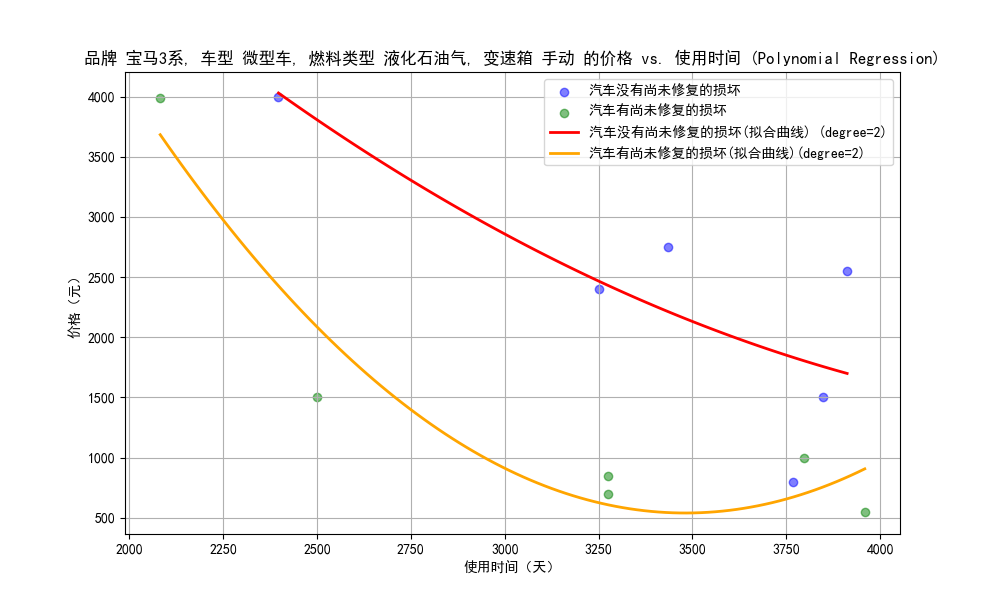 品牌 宝马3系, 车型 微型车, 燃料类型 液化石油气, 变速箱 手动 的价格 vs. 使用时间 (Polynomial Regression)
汽车没有尚未修复的损坏
汽车有尚未修复的损坏
汽车没有尚未修复的损坏(拟合曲线) (degree=2)
汽车有尚未修复的损坏(拟合曲线)(degree=2)
价格（元）
4000
3500
3000
2500
2000
1500
1000
500
2000 2250 2500 2750 3000 3250 3500 3750 4000
使用时间（天）